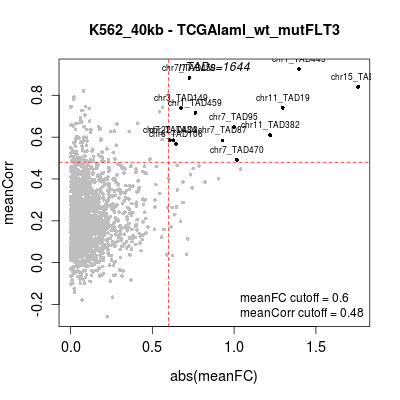 K562_40kb - TCGAlaml_wt_mutFLT3
nTADs=1644
chr15_TAD
chr3_TAD149
chr11_TAD19
chr1_TAD459
chr7_TAD95
chr11_TAD382
chr7_TAD87
chr7_TAD470
meanCorr
-0.2
0.0
0.2
0.4
0.6
0.8
meanFC cutoff = 0.6
meanCorr cutoff = 0.48
0.0
0.5
1.0
1.5
abs(meanFC)